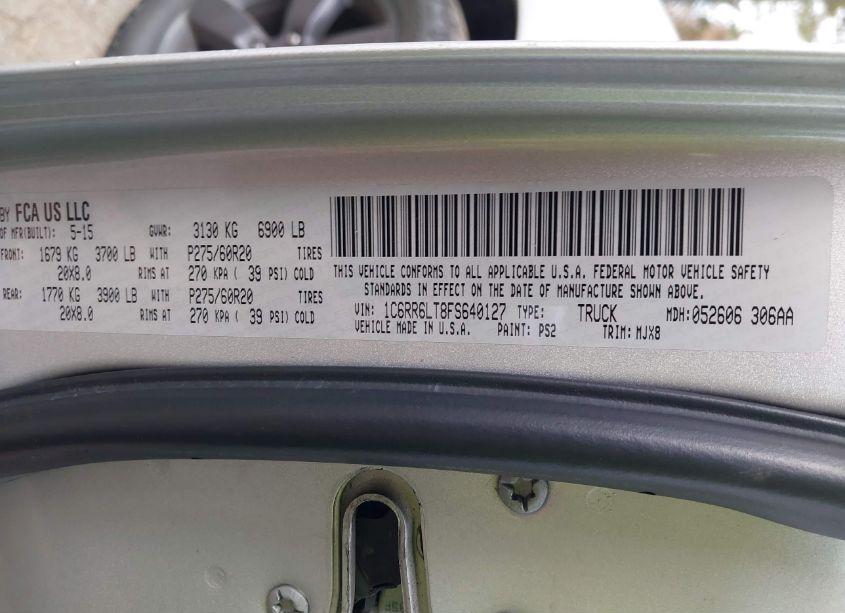 BY FCA US LLC
OF MFR(BUILT): 5-15 GVWR: 3130 KG 6900 LB
FRONT: 1679 KG 3700 LB WITH P275/60R20 TIRES
20X8.0 RIMS AT 270 KPA ( 39 PSI) COLD
REAR: 1770 KG 3900 LB WITH P275/60R20 TIRES
20X8.0 RIMS AT 270 KPA ( 39 PSI) COLD
THIS VEHICLE CONFORMS TO ALL APPLICABLE U.S.A. FEDERAL MOTOR VEHICLE SAFETY
STANDARDS IN EFFECT ON THE DATE OF MANUFACTURE SHOWN ABOVE.
VIN: 1C6RR6LT8FS640127 TYPE: TRUCK MDH:052606 306AA
VEHICLE MADE IN U.S.A. PAINT: PS2 TRIM: MJX8